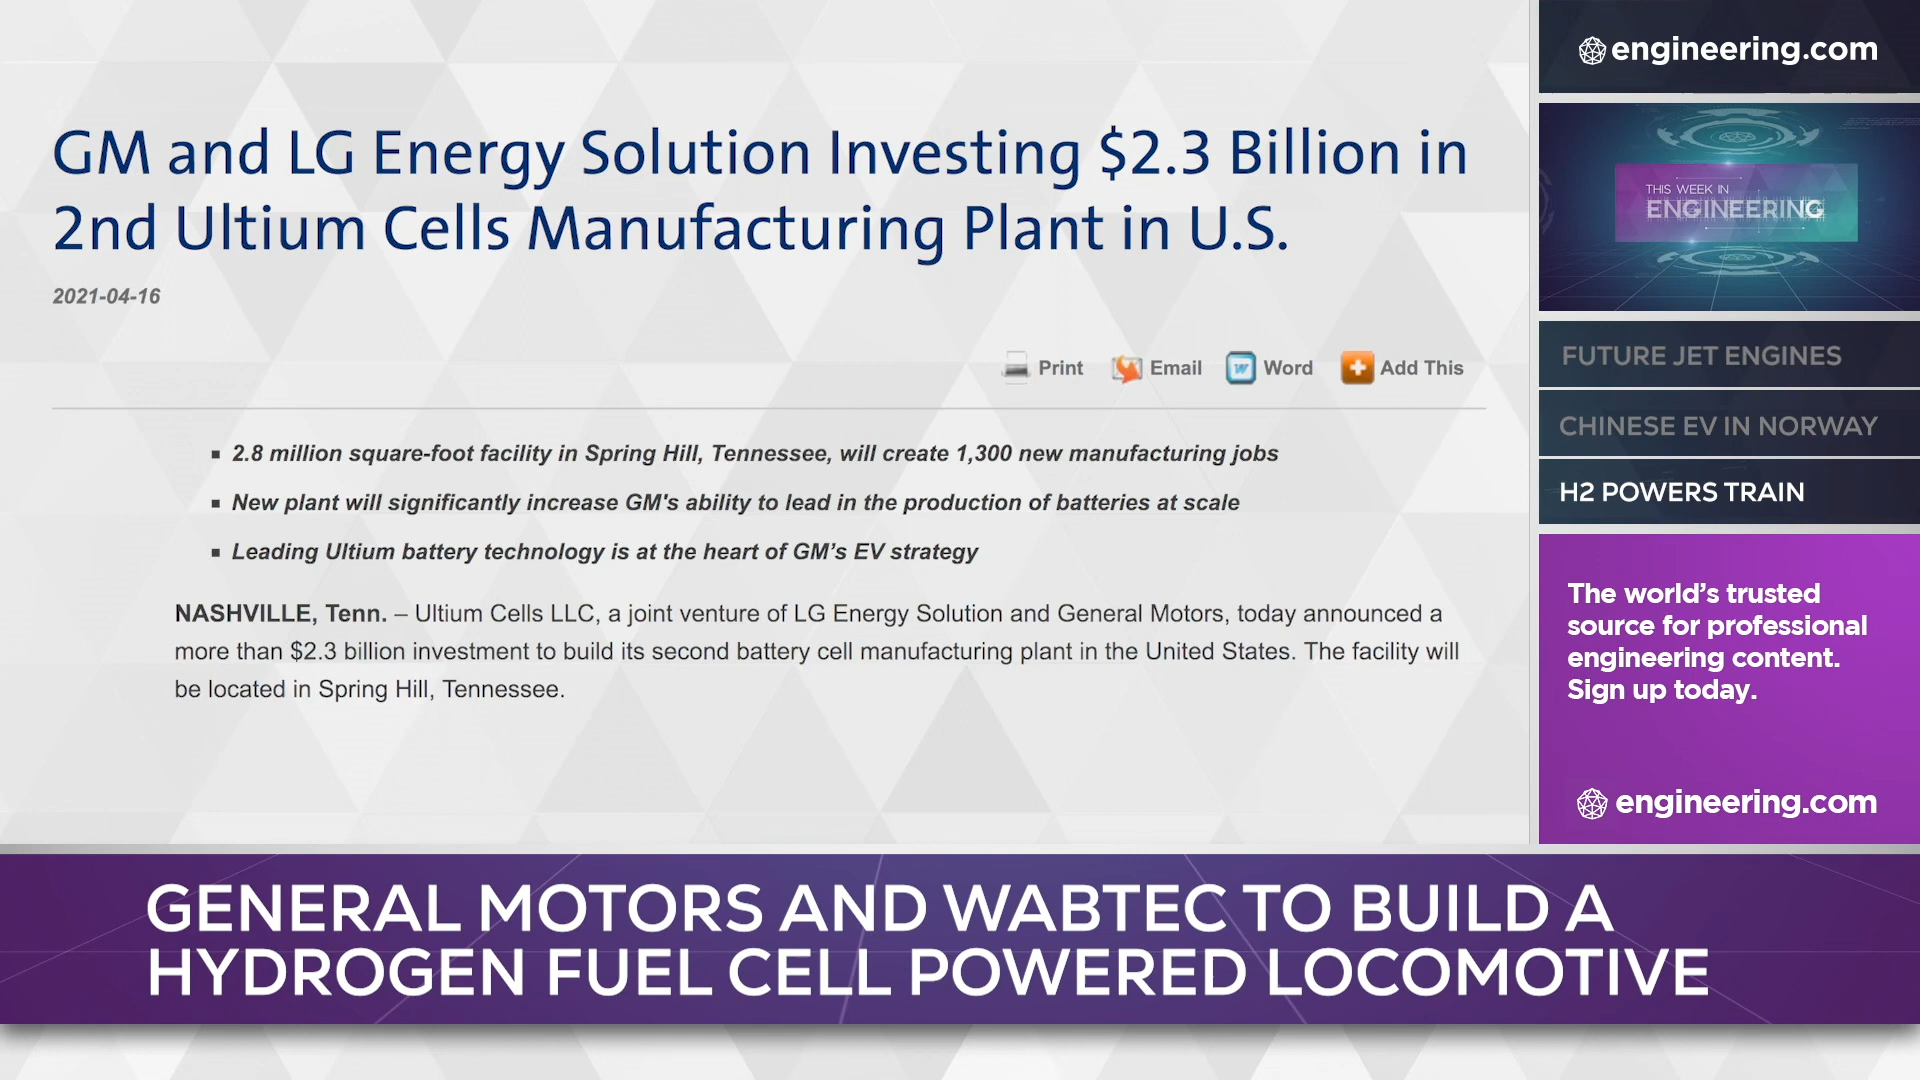 GM and LG Energy Solution Investing $2.3 Billion in
2nd Ultium Cells Manufacturing Plant in U.S.
2021-04-16
Print Email Word Add This
2.8 million square-foot facility in Spring Hill, Tennessee, will create 1,300 new manufacturing jobs
New plant will significantly increase GM's ability to lead in the production of batteries at scale
Leading Ultium battery technology is at the heart of GM’s EV strategy
NASHVILLE, Tenn. – Ultium Cells LLC, a joint venture of LG Energy Solution and General Motors, today announced a
more than $2.3 billion investment to build its second battery cell manufacturing plant in the United States. The facility will
be located in Spring Hill, Tennessee.
engineering.com
THIS WEEK IN
ENGINEERING
FUTURE JET ENGINES
CHINESE EV IN NORWAY
H2 POWERS TRAIN
The world’s trusted
source for professional
engineering content.
Sign up today.
engineering.com
GENERAL MOTORS AND WABTEC TO BUILD A
HYDROGEN FUEL CELL POWERED LOCOMOTIVE